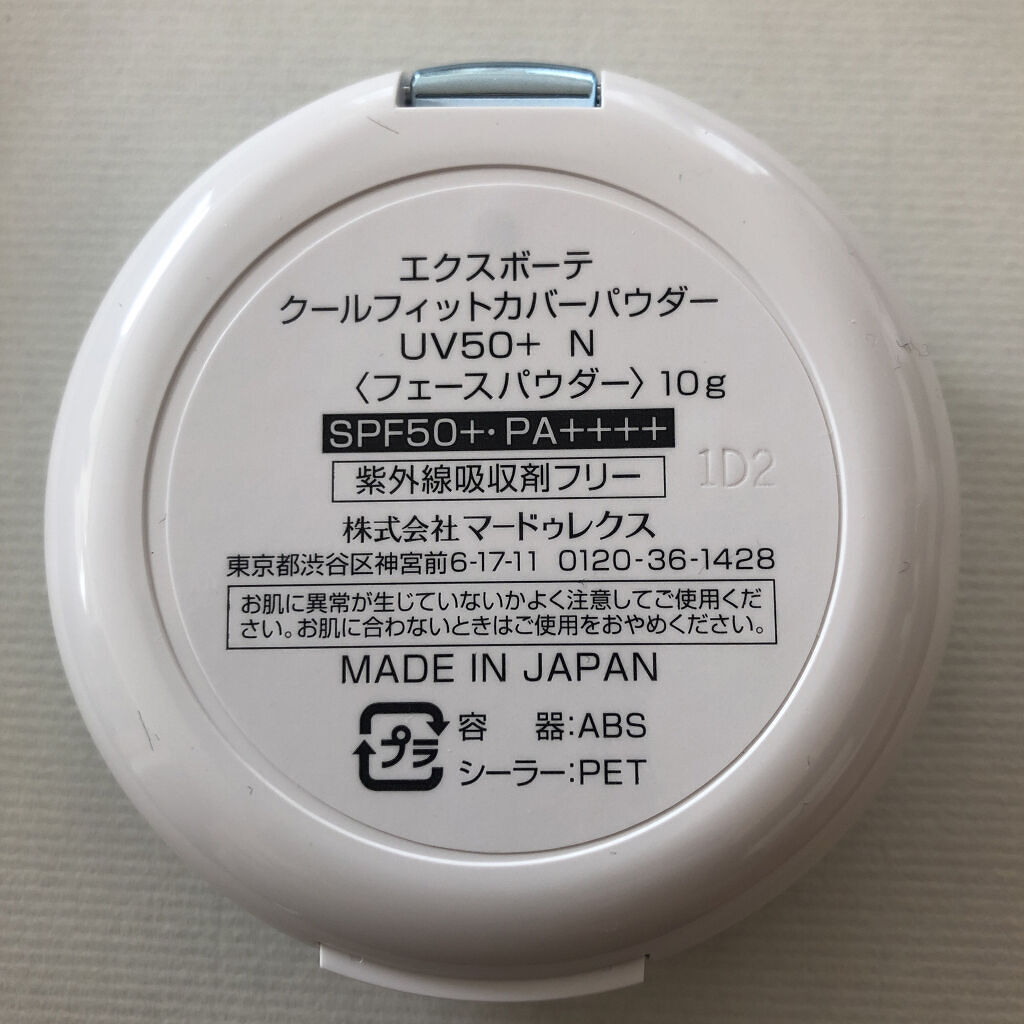 エクスボーテ
クールフィットカバーパウダー
UV50+ N
〈フェースパウダー〉10g
SPF50+・PA++++
1D2
紫外線吸収剤フリー
株式会社マードゥレクス
東京都渋谷区神宮前6-17-11 0120-36-1428
お肌に異常が生じていないかよく注意してご使用くだ
さい。お肌に合わないときはご使用をおやめください。
MADE IN JAPAN
プラ
容 器:ABS
シーラー:PET